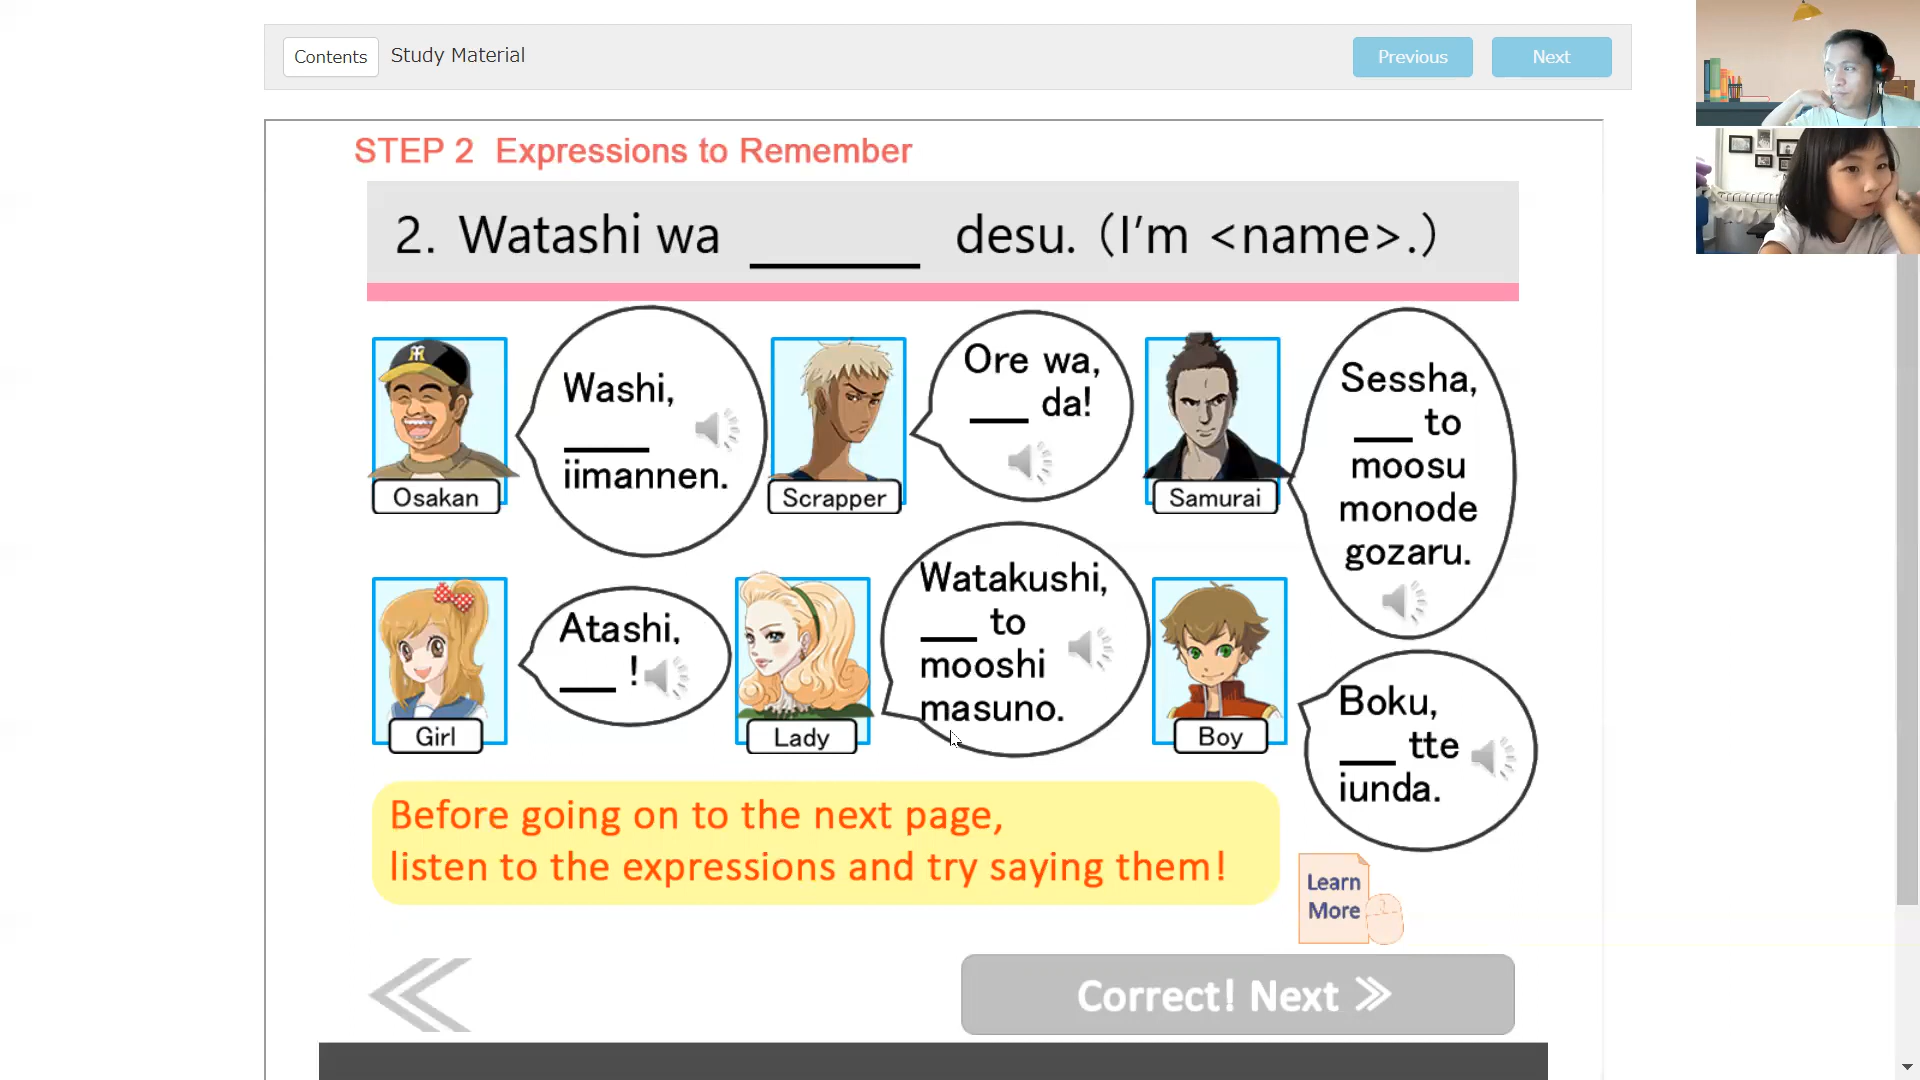 Contents
Study Material
Previous
Next
STEP 2 Expressions to Remember
2. Watashi wa ______ desu. (I'm <name>.)
Washi,
____
iimannen.
Osakan
Ore wa,
___ da!
Scrapper
Sessha,
___ to
moosu
monode
gozaru.
Samurai
Atashi,
___ !
Girl
Watakushi,
___ to
mooshi
masuno.
Lady
Boku,
___ tte
iunda.
Boy
Before going on to the next page,
listen to the expressions and try saying them!
Learn
More
Correct! Next